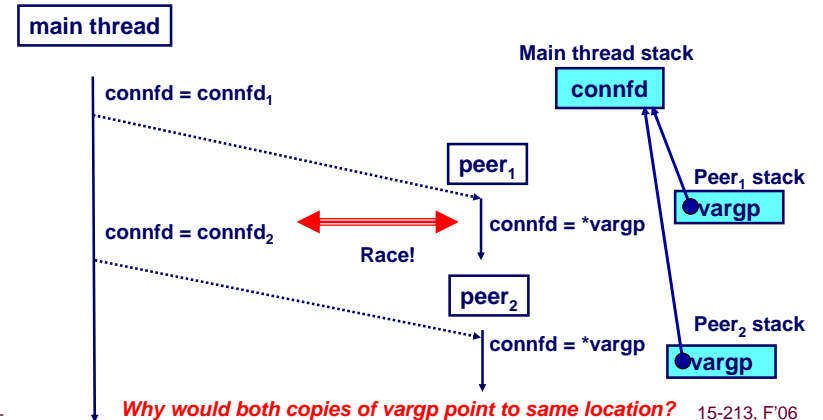 main thread
Main thread stack
connfd
connfd = connfd₁
peer₁
Peer₁ stack
vargp
connfd = *vargp
connfd = connfd₂
Race!
peer₂
Peer₂ stack
connfd = *vargp
vargp
Why would both copies of vargp point to same location?
15-213, F'06